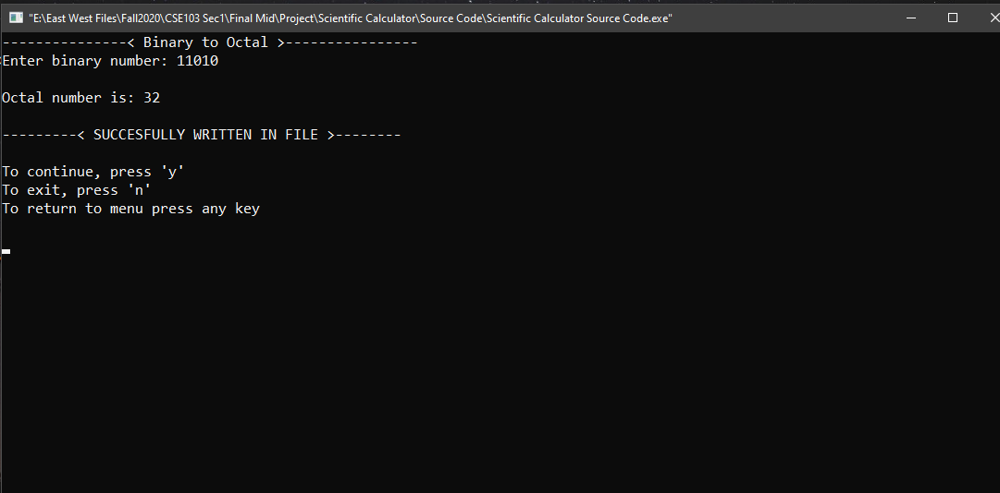 "E:\East West Files\Fall2020\CSE103 Sec1\Final Mid\Project\Scientific Calculator\Source Code\Scientific Calculator Source Code.exe"
---------------< Binary to Octal >----------------
Enter binary number: 11010
Octal number is: 32
---------< SUCCESFULLY WRITTEN IN FILE >--------
To continue, press 'y'
To exit, press 'n'
To return to menu press any key